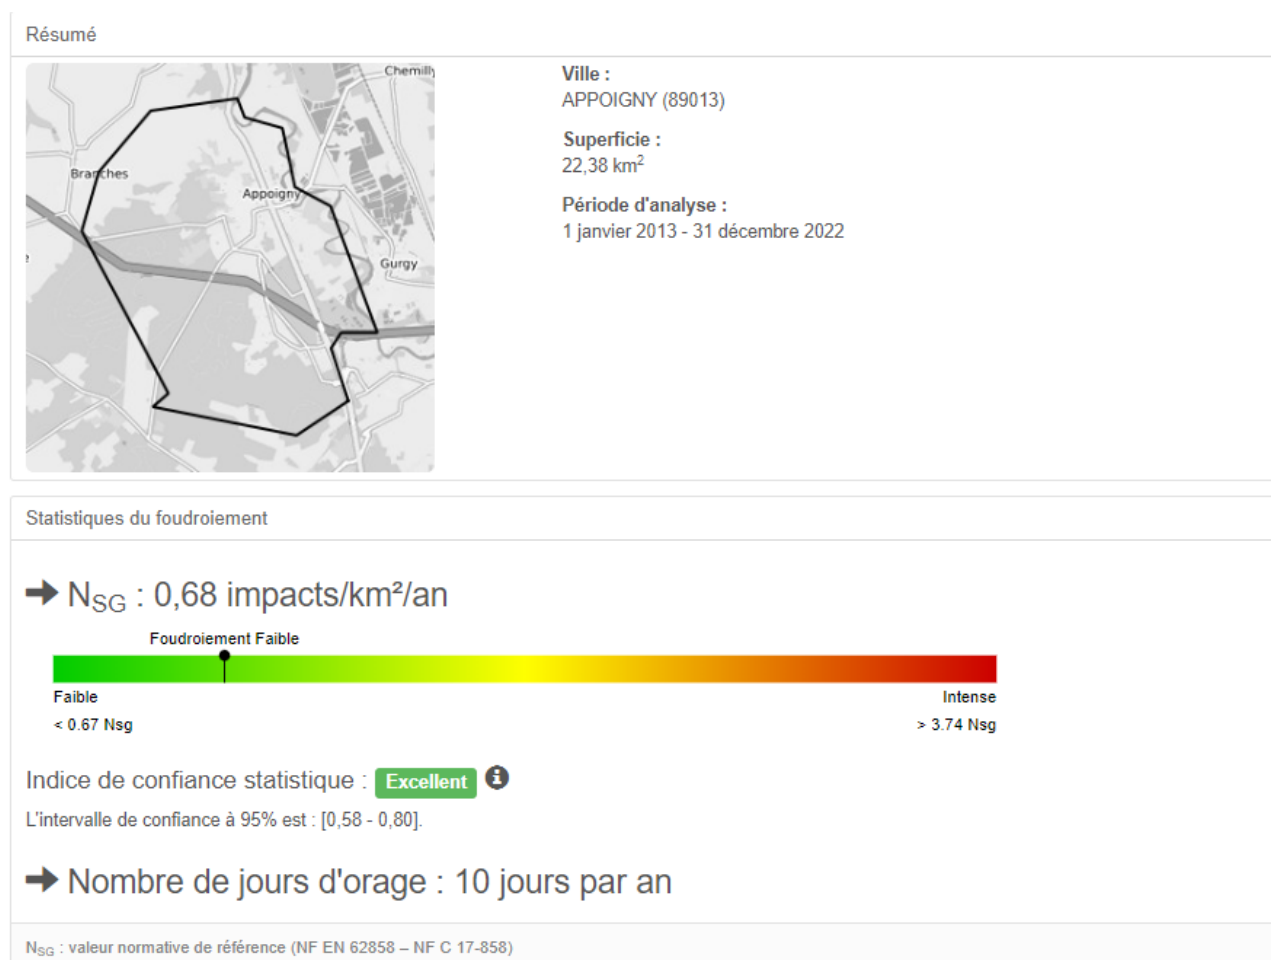 Résumé
Chemilly
Branches
Appoigny
Gurgy
Ville :
APPOIGNY (89013)
Superficie :
22,38 km²
Période d'analyse :
1 janvier 2013 - 31 décembre 2022
Statistiques du foudroiement
➔ NSG : 0,68 impacts/km²/an
Foudroiement Faible
Faible
Intense
< 0.67 Nsg
> 3.74 Nsg
Indice de confiance statistique : Excellent
L'intervalle de confiance à 95% est : [0,58 - 0,80].
➔ Nombre de jours d'orage : 10 jours par an
NSG : valeur normative de référence (NF EN 62858 – NF C 17-858)